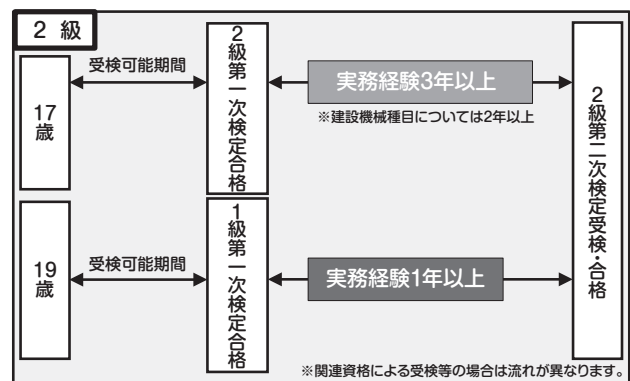 2 級
17歳
受検可能期間
2級第一次検定合格
実務経験3年以上
※建設機械種目については2年以上
19歳
受検可能期間
1級第一次検定合格
実務経験1年以上
2級第二次検定受検・合格
※関連資格による受検等の場合は流れが異なります。